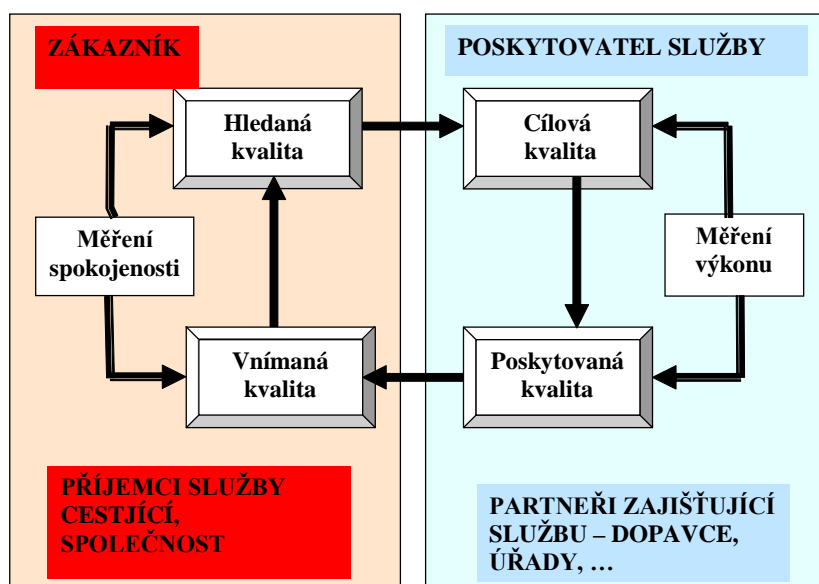 ZÁKAZNÍK
POSKYTOVATEL SLUŽBY
Hledaná
kvalita
Cílová
kvalita
Měření
spokojenosti
Měření
výkonu
Vnímaná
kvalita
Poskytovaná
kvalita
PŘÍJEMCI SLUŽBY
CESTJÍCÍ,
SPOLEČNOST
PARTNEŘI ZAJIŠŤUJÍCÍ
SLUŽBU – DOPAVCE,
ÚŘADY, …